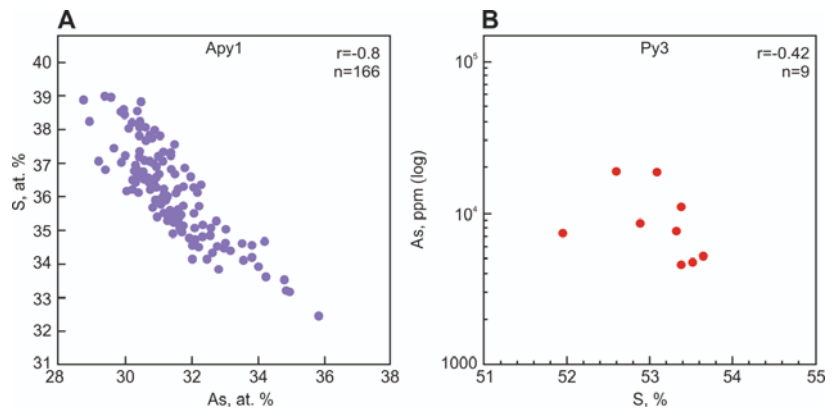 A
Apy1
r=-0.8
n=166
40
39
38
37
36
35
34
33
32
31
S, at. %
28
30
32
34
36
38
As, at. %
B
Py3
r=-0.42
n=9
10⁵
10⁴
1000
As, ppm (log)
51
52
53
54
55
S, %